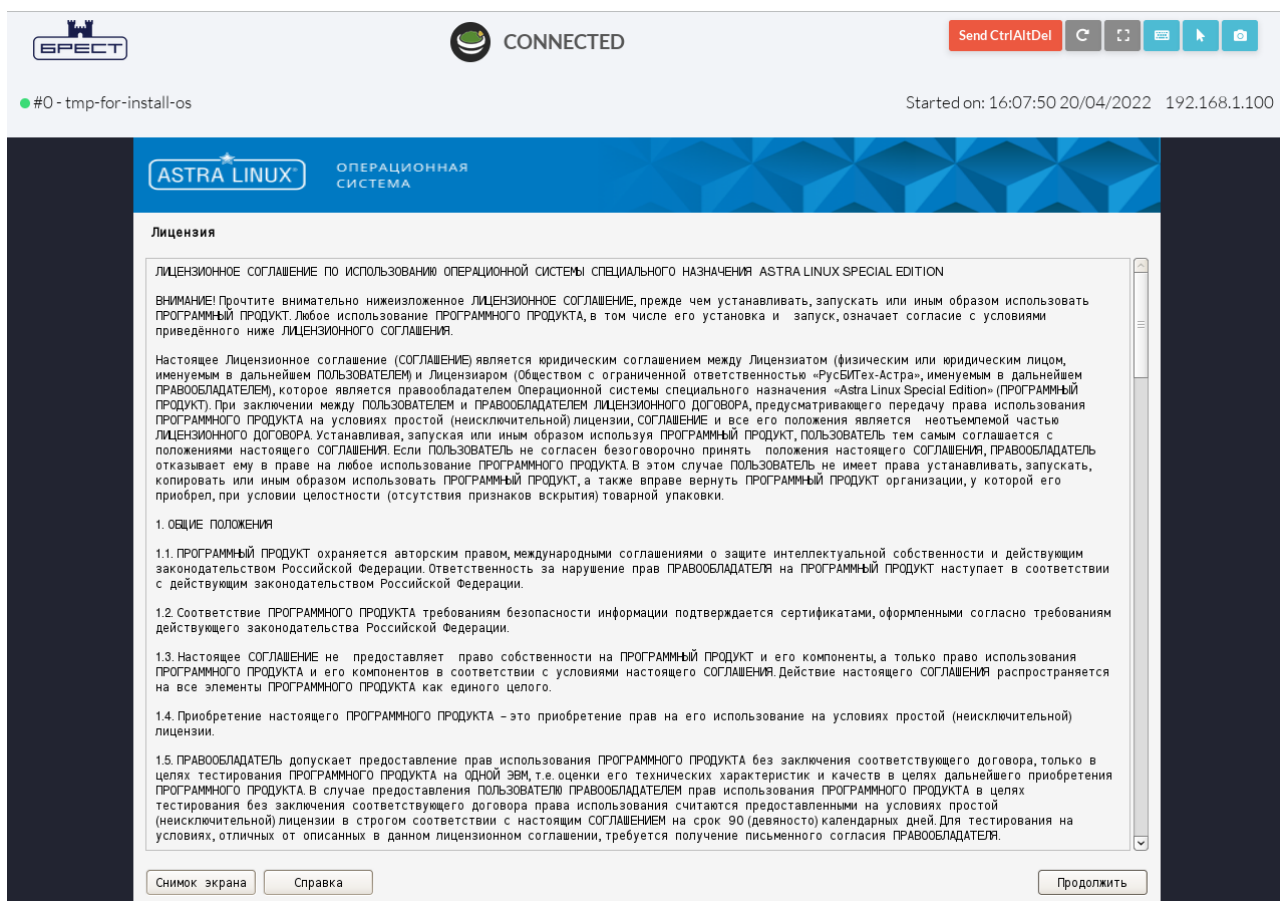 БРЕСТ
CONNECTED
Send CtrlAltDel
#0 - tmp-for-install-os
Started on: 16:07:50 20/04/2022 192.168.1.100
ASTRA LINUX®
ОПЕРАЦИОННАЯ
СИСТЕМА
Лицензия
ЛИЦЕНЗИОННОЕ СОГЛАШЕНИЕ ПО ИСПОЛЬЗОВАНИЮ ОПЕРАЦИОННОЙ СИСТЕМЫ СПЕЦИАЛЬНОГО НАЗНАЧЕНИЯ ASTRA LINUX SPECIAL EDITION
ВНИМАНИЕ! Прочтите внимательно нижеизложенное ЛИЦЕНЗИОННОЕ СОГЛАШЕНИЕ, прежде чем устанавливать, запускать или иным образом использовать
ПРОГРАММНЫЙ ПРОДУКТ. Любое использование ПРОГРАММНОГО ПРОДУКТА, в том числе его установка и запуск, означает согласие с условиями
приведённого ниже ЛИЦЕНЗИОННОГО СОГЛАШЕНИЯ.
Настоящее Лицензионное соглашение (СОГЛАШЕНИЕ) является юридическим соглашением между Лицензиатом (физическим или юридическим лицом,
именуемым в дальнейшем ПОЛЬЗОВАТЕЛЕМ) и Лицензиаром (Обществом с ограниченной ответственностью «РусБИТех-Астра», именуемым в дальнейшем
ПРАВООБЛАДАТЕЛЕМ), которое является правообладателем Операционной системы специального назначения «Astra Linux Special Edition» (ПРОГРАММНЫЙ
ПРОДУКТ). При заключении между ПОЛЬЗОВАТЕЛЕМ и ПРАВООБЛАДАТЕЛЕМ ЛИЦЕНЗИОННОГО ДОГОВОРА, предусматривающего передачу права использования
ПРОГРАММНОГО ПРОДУКТА на условиях простой (неисключительной) лицензии, СОГЛАШЕНИЕ и все его положения является неотъемлемой частью
ЛИЦЕНЗИОННОГО ДОГОВОРА. Устанавливая, запуская или иным образом используя ПРОГРАММНЫЙ ПРОДУКТ, ПОЛЬЗОВАТЕЛЬ тем самым соглашается с
положениями настоящего СОГЛАШЕНИЯ. Если ПОЛЬЗОВАТЕЛЬ не согласен безоговорочно принять положения настоящего СОГЛАШЕНИЯ, ПРАВООБЛАДАТЕЛЬ
отказывает ему в праве на любое использование ПРОГРАММНОГО ПРОДУКТА. В этом случае ПОЛЬЗОВАТЕЛЬ не имеет права устанавливать, запускать,
копировать или иным образом использовать ПРОГРАММНЫЙ ПРОДУКТ, а также вправе вернуть ПРОГРАММНЫЙ ПРОДУКТ организации, у которой его
приобрел, при условии целостности (отсутствия признаков вскрытия) товарной упаковки.
1. ОБЩИЕ ПОЛОЖЕНИЯ
1.1. ПРОГРАММНЫЙ ПРОДУКТ охраняется авторским правом, международными соглашениями о защите интеллектуальной собственности и действующим
законодательством Российской Федерации. Ответственность за нарушение прав ПРАВООБЛАДАТЕЛЯ на ПРОГРАММНЫЙ ПРОДУКТ наступает в соответствии
с действующим законодательством Российской Федерации.
1.2. Соответствие ПРОГРАММНОГО ПРОДУКТА требованиям безопасности информации подтверждается сертификатами, оформленными согласно требованиям
действующего законодательства Российской Федерации.
1.3. Настоящее СОГЛАШЕНИЕ не предоставляет право собственности на ПРОГРАММНЫЙ ПРОДУКТ и его компоненты, а только право использования
ПРОГРАММНОГО ПРОДУКТА и его компонентов в соответствии с условиями настоящего СОГЛАШЕНИЯ. Действие настоящего СОГЛАШЕНИЯ распространяется
на все элементы ПРОГРАММНОГО ПРОДУКТА как единого целого.
1.4. Приобретение настоящего ПРОГРАММНОГО ПРОДУКТА – это приобретение прав на его использование на условиях простой (неисключительной)
лицензии.
1.5. ПРАВООБЛАДАТЕЛЬ допускает предоставление прав использования ПРОГРАММНОГО ПРОДУКТА без заключения соответствующего договора, только в
целях тестирования ПРОГРАММНОГО ПРОДУКТА на ОДНОЙ ЭВМ, т.е. оценки его технических характеристик и качеств в целях дальнейшего приобретения
ПРОГРАММНОГО ПРОДУКТА. В случае предоставления ПОЛЬЗОВАТЕЛЮ ПРАВООБЛАДАТЕЛЕМ прав использования ПРОГРАММНОГО ПРОДУКТА в целях
тестирования без заключения соответствующего договора права использования считаются предоставленными на условиях простой
(неисключительной) лицензии в строгом соответствии с настоящим СОГЛАШЕНИЕМ на срок 90 (девяносто) календарных дней. Для тестирования на
условиях, отличных от описанных в данном лицензионном соглашении, требуется получение письменного согласия ПРАВООБЛАДАТЕЛЯ.
Снимок экрана
Справка
Продолжить